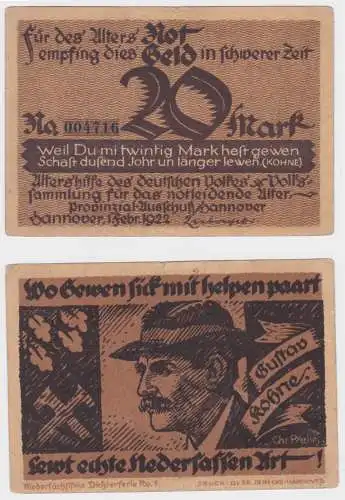 Für des Alters Not
empfing dies Geld in schwerer Zeit
20
No 004716 Mark
Weil Du mi twintig Mark hest gewen
Schast dusend Johr un länger lewen. (KOHNE)
Altershilfe des deutschen Volkes Volks-
sammlung für das notleidende Alter
Provinzial-Ausschuß Hannover
Hannover, 1. Febr. 1922
Wo Gewen sick mit helpen paart
Gustav
Kohne
Lewt echte Nedersassen Art!
Niedersächsische Dichterserie No. 1
DRUCK: